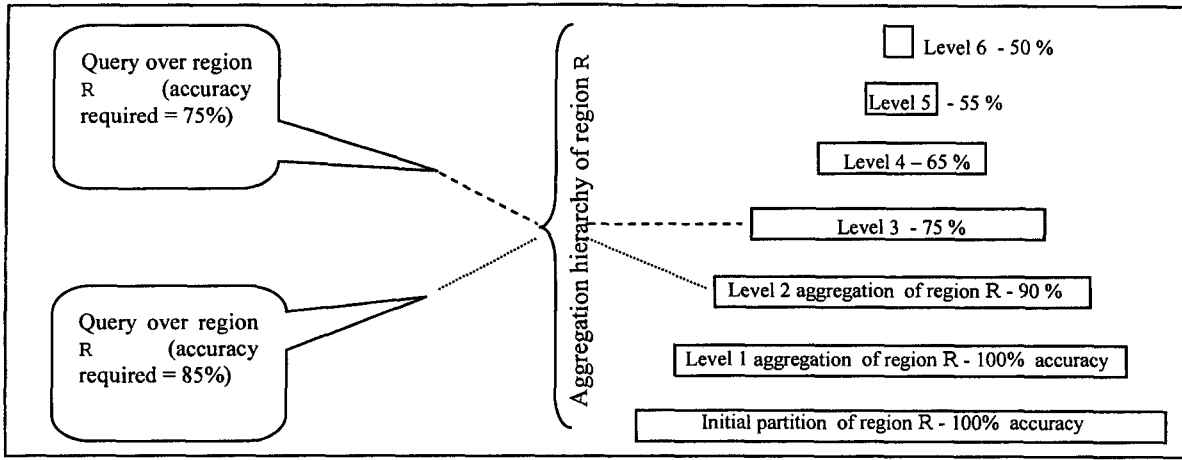 Query over region
R (accuracy
required = 75%)
Query over region
R (accuracy
required = 85%)
Aggregation hierarchy of region R
Level 6 - 50 %
Level 5 - 55 %
Level 4 – 65 %
Level 3 - 75 %
Level 2 aggregation of region R - 90 %
Level 1 aggregation of region R - 100% accuracy
Initial partition of region R - 100% accuracy